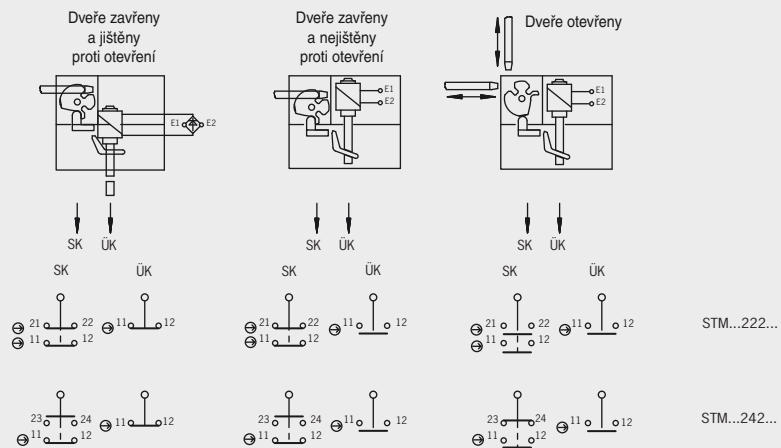 Dveře zavřeny
a jištěny
proti otevření
Dveře zavřeny
a nejištěny
proti otevření
Dveře otevřeny
E1 E2
E1
E2
E1
E2
SK ÜK
SK ÜK
SK ÜK
SK ÜK
SK ÜK
SK ÜK
21 22 11 12
11 12
21 22 11 12
11 12
21 22 11 12
11 12
STM...222...
23 24 11 12
11 12
23 24 11 12
11 12
23 24 11 12
11 12
STM...242...